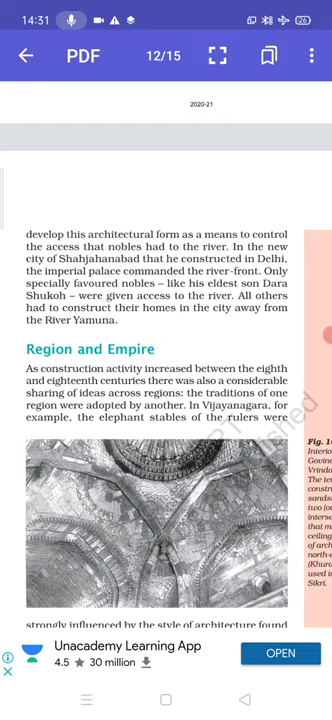 14:31
26
PDF
12/15
2020-21
develop this architectural form as a means to control
the access that nobles had to the river. In the new
city of Shahjahanabad that he constructed in Delhi,
the imperial palace commanded the river-front. Only
specially favoured nobles – like his eldest son Dara
Shukoh – were given access to the river. All others
had to construct their homes in the city away from
the River Yamuna.
Region and Empire
As construction activity increased between the eighth
and eighteenth centuries there was also a considerable
sharing of ideas across regions: the traditions of one
region were adopted by another. In Vijayanagara, for
example, the elephant stables of the rulers were
Fig. 1
Interio
Govind
Vrinda
The ter
constru
sandst
two (ou
interse
that m
ceiling
of arch
north-e
(Khura
used in
Sikri.
strongly influenced by the style of architecture found
Unacademy Learning App
4.5 ★ 30 million
OPEN